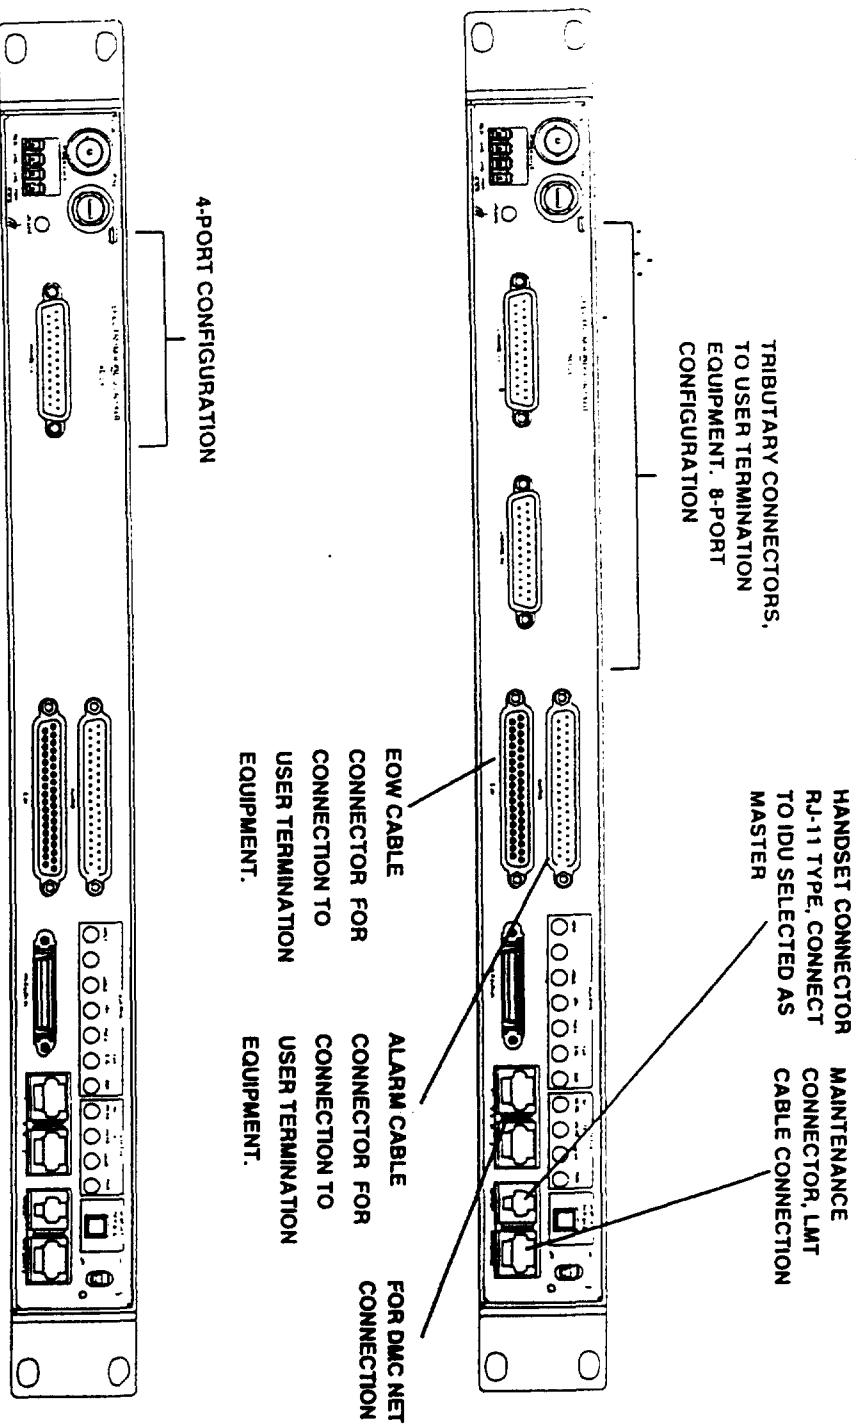 TRIBUTARY CONNECTORS,
TO USER TERMINATION
EQUIPMENT. 8-PORT
CONFIGURATION
HANDSET CONNECTOR
RJ-11 TYPE, CONNECT
TO IDU SELECTED AS
MASTER
MAINTENANCE
CONNECTOR, LMT
CABLE CONNECTION
EOW CABLE
CONNECTOR FOR
CONNECTION TO
USER TERMINATION
EQUIPMENT.
ALARM CABLE
CONNECTOR FOR
CONNECTION TO
USER TERMINATION
EQUIPMENT.
FOR DMC NET
CONNECTION
4-PORT CONFIGURATION